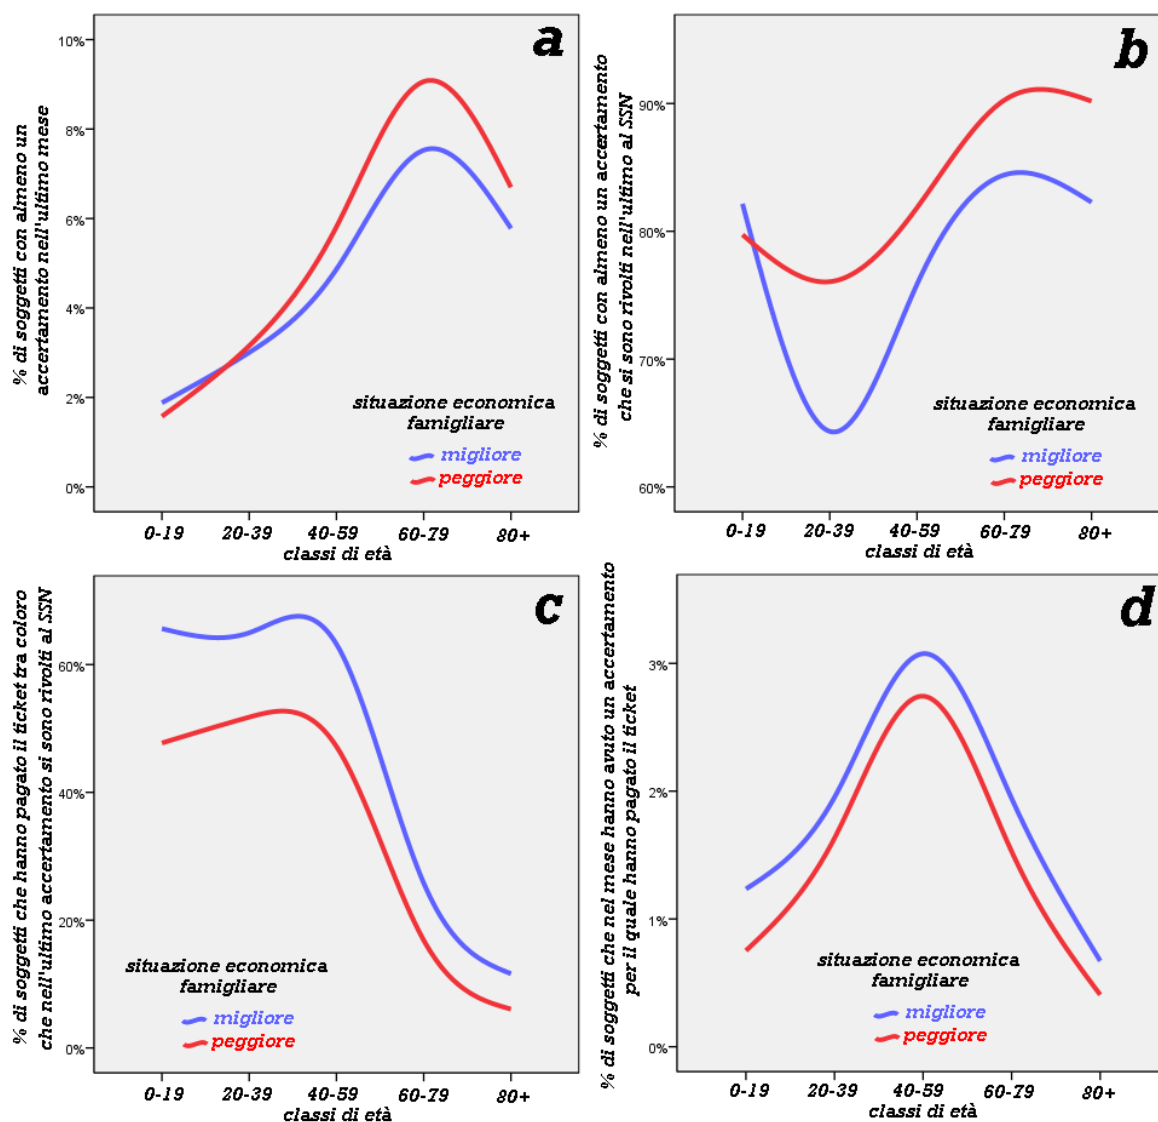 a
% di soggetti con almeno un
accertamento nell'ultimo mese
10%
8%
6%
4%
2%
0%
situazione economica
famigliare
migliore
peggiore
0-19
20-39
40-59
60-79
80+
classi di età
b
% di soggetti con almeno un accertamento
che si sono rivolti nell'ultimo al SSN
90%
80%
70%
60%
situazione economica
famigliare
migliore
peggiore
0-19
20-39
40-59
60-79
80+
classi di età
c
% di soggetti che hanno pagato il ticket tra coloro
che nell'ultimo accertamento si sono rivolti al SSN
60%
40%
20%
0%
situazione economica
famigliare
migliore
peggiore
0-19
20-39
40-59
60-79
80+
classi di età
d
% di soggetti che nel mese hanno avuto un accertamento
per il quale hanno pagato il ticket
3%
2%
1%
0%
situazione economica
famigliare
migliore
peggiore
0-19
20-39
40-59
60-79
80+
classi di età